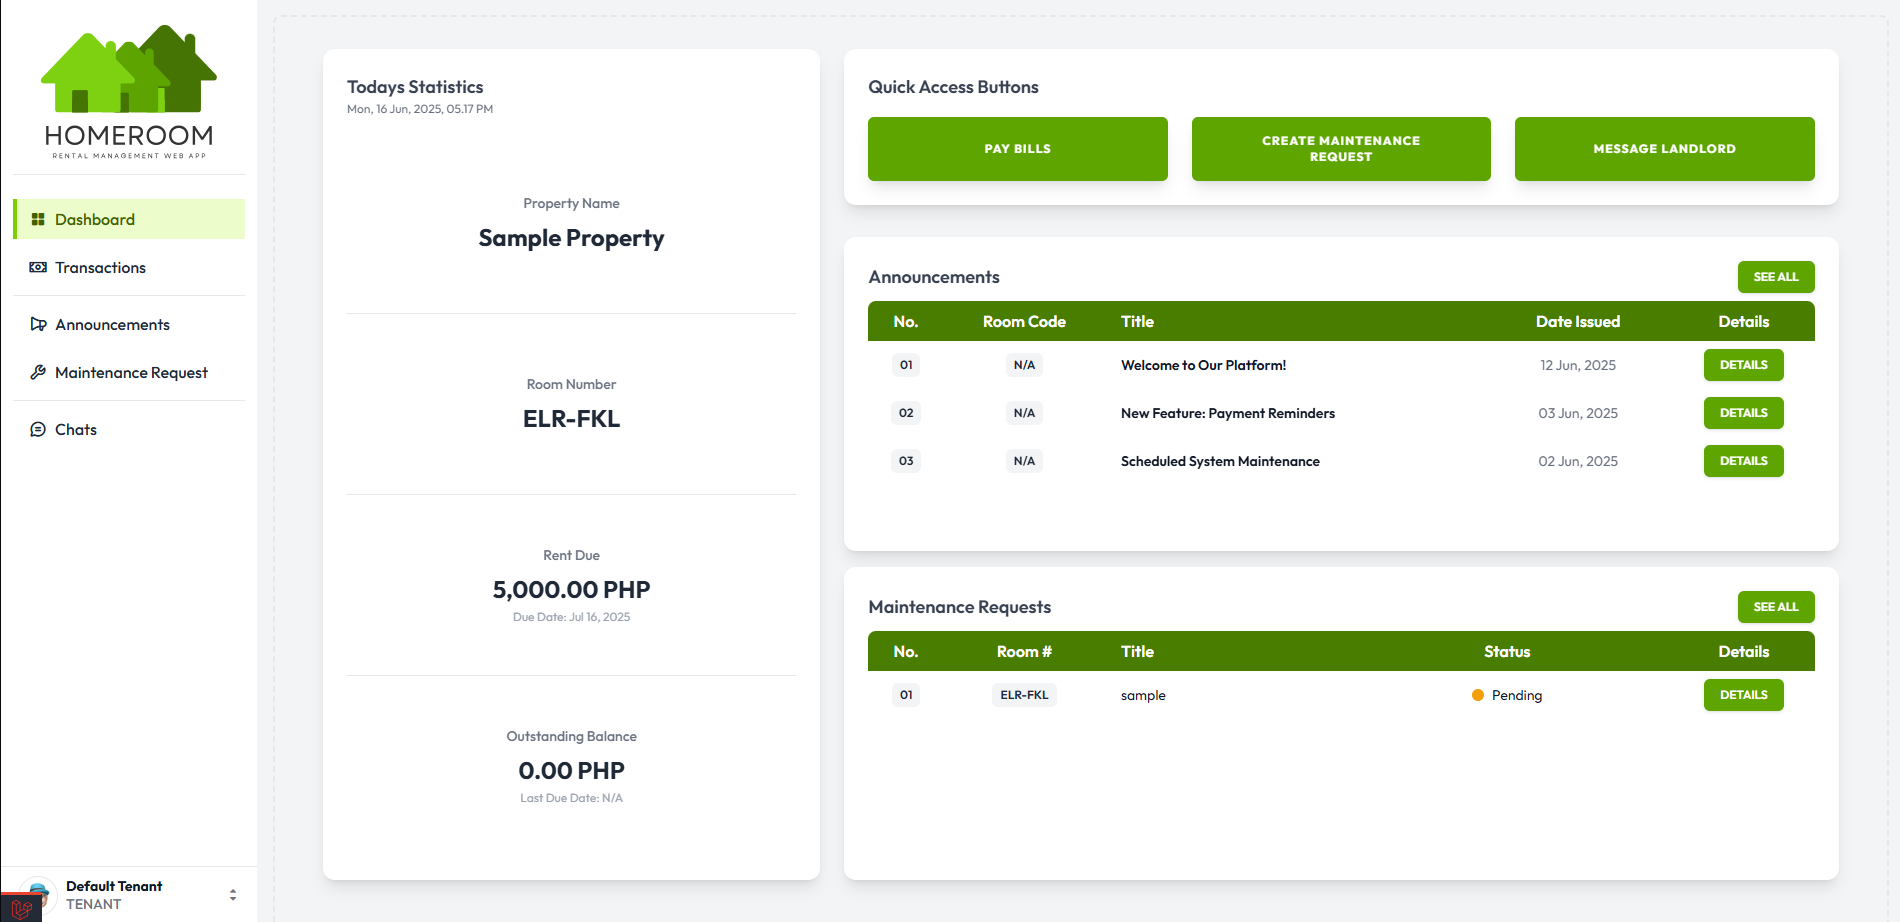 HOMEROOM
RENTAL MANAGEMENT WEB APP
Dashboard
Transactions
Announcements
Maintenance Request
Chats
Default Tenant
TENANT
Todays Statistics
Mon, 16 Jun, 2025, 05.17 PM
Property Name
Sample Property
Room Number
ELR-FKL
Rent Due
5,000.00 PHP
Due Date: Jul 16, 2025
Outstanding Balance
0.00 PHP
Last Due Date: N/A
Quick Access Buttons
PAY BILLS
CREATE MAINTENANCE
REQUEST
MESSAGE LANDLORD
Announcements
SEE ALL
No. Room Code Title Date Issued Details
01 N/A Welcome to Our Platform! 12 Jun, 2025 DETAILS
02 N/A New Feature: Payment Reminders 03 Jun, 2025 DETAILS
03 N/A Scheduled System Maintenance 02 Jun, 2025 DETAILS
Maintenance Requests
SEE ALL
No. Room # Title Status Details
01 ELR-FKL sample Pending DETAILS